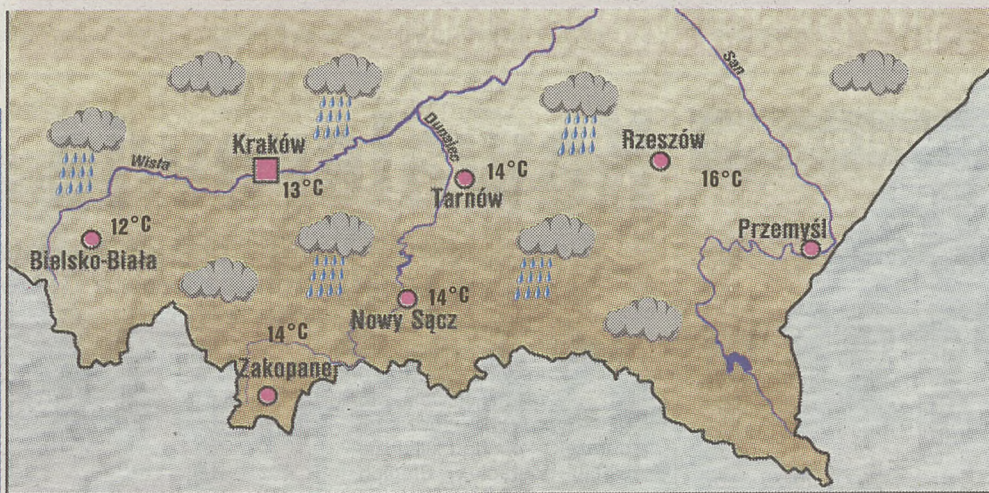 San
Dunajec
Kraków
Rzeszów
Wisła
13°C
14°C
Tarnów
16°C
12°C
Bielsko-Biała
Przemyśl
14°C
Nowy Sącz
14°C
Zakopane